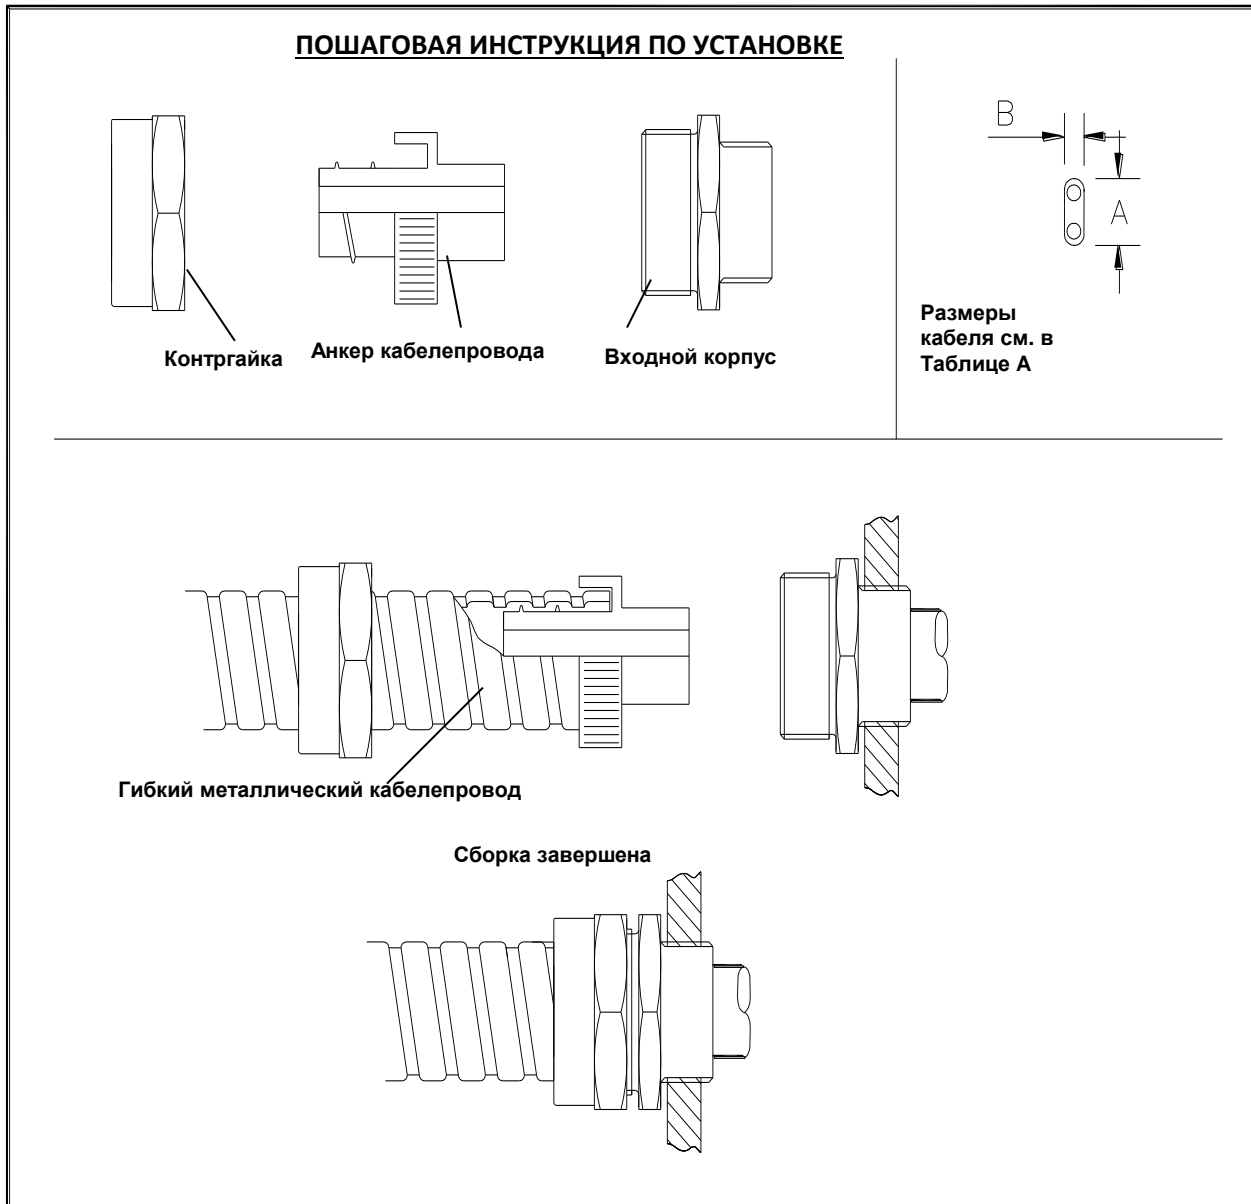 ПОШАГОВАЯ ИНСТРУКЦИЯ ПО УСТАНОВКЕ
B
A
Контргайка
Анкер кабелепровода
Входной корпус
Размеры
кабеля см. в
Таблице А
Гибкий металлический кабелепровод
Сборка завершена